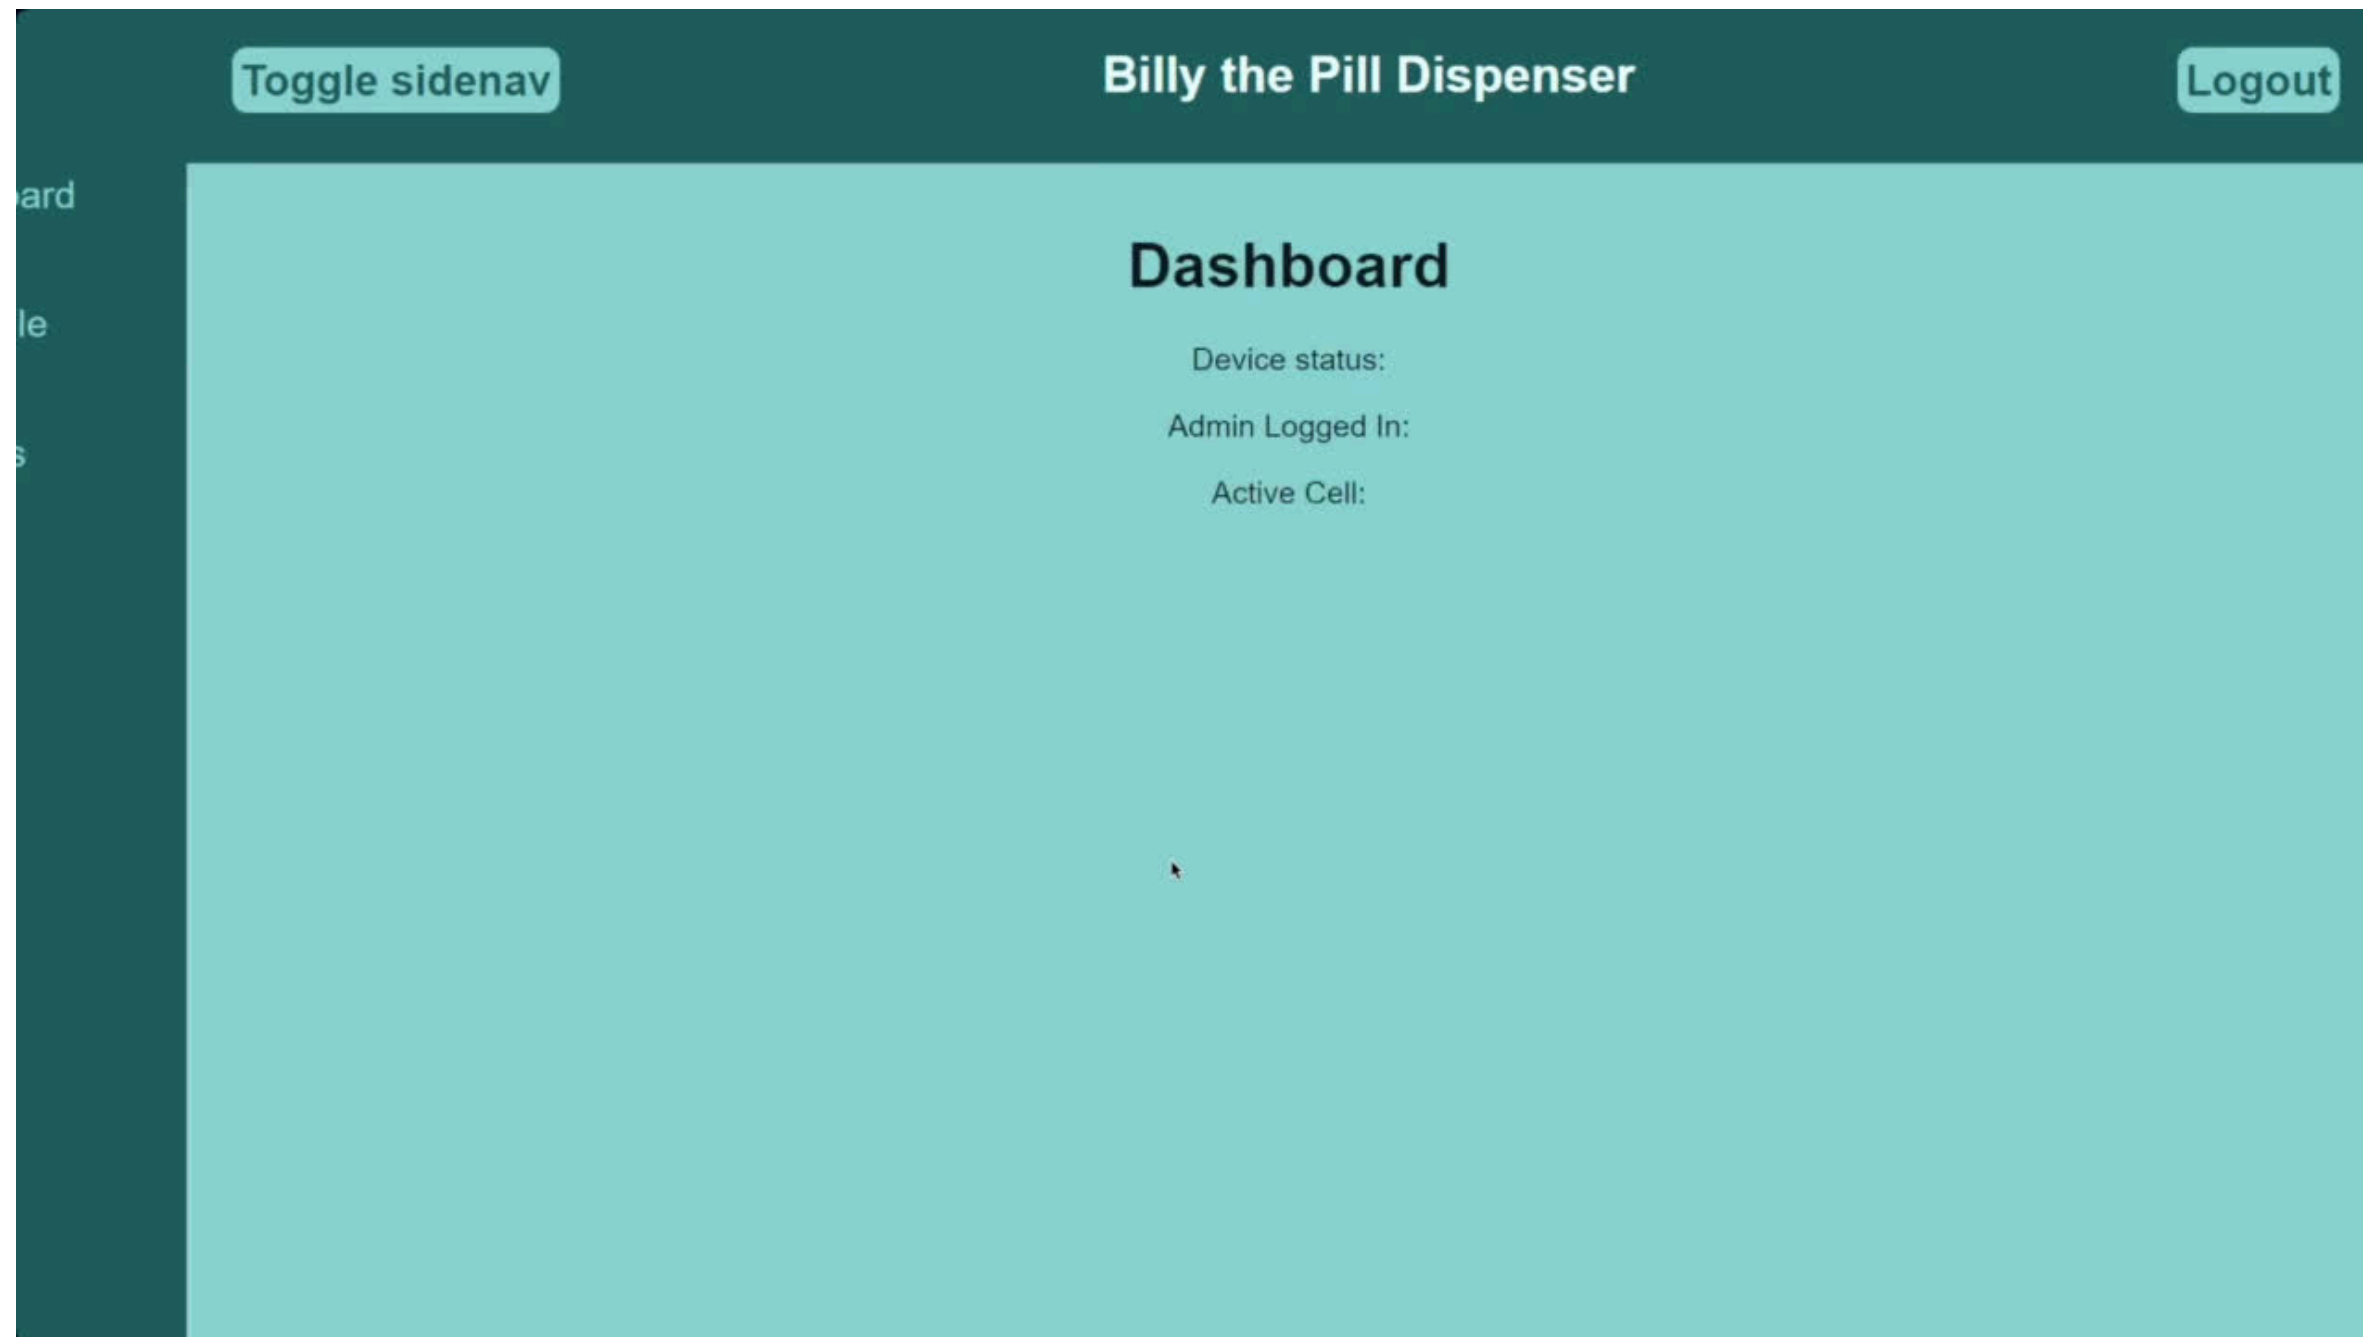 Toggle sidenav
Billy the Pill Dispenser
Logout
ard
le
s
Dashboard
Device status:
Admin Logged In:
Active Cell: